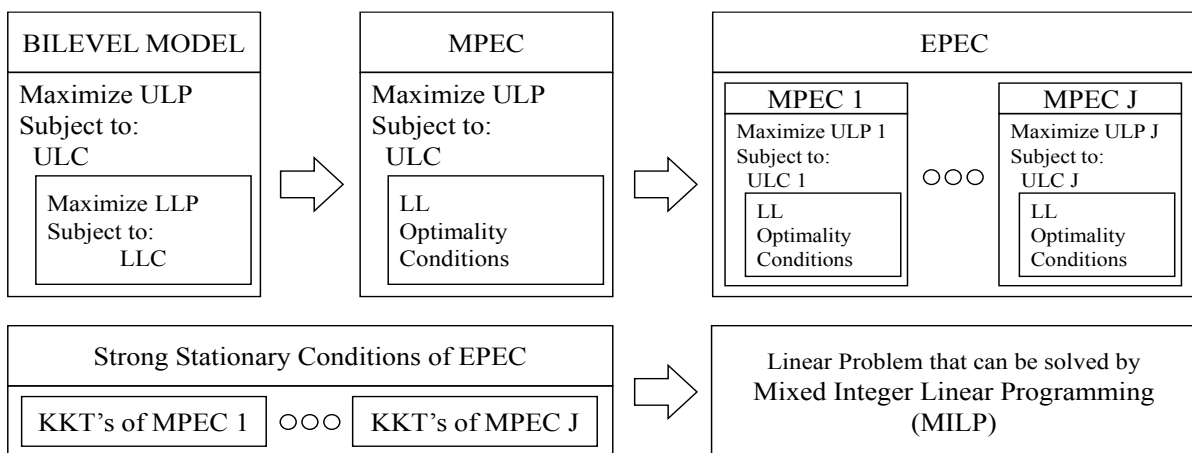 BILEVEL MODEL
Maximize ULP
Subject to:
ULC
Maximize LLP
Subject to:
LLC
MPEC
Maximize ULP
Subject to:
ULC
LL
Optimality
Conditions
EPEC
MPEC 1
Maximize ULP 1
Subject to:
ULC 1
LL
Optimality
Conditions
MPEC J
Maximize ULP J
Subject to:
ULC J
LL
Optimality
Conditions
Strong Stationary Conditions of EPEC
KKT's of MPEC 1
KKT's of MPEC J
Linear Problem that can be solved by
Mixed Integer Linear Programming
(MILP)